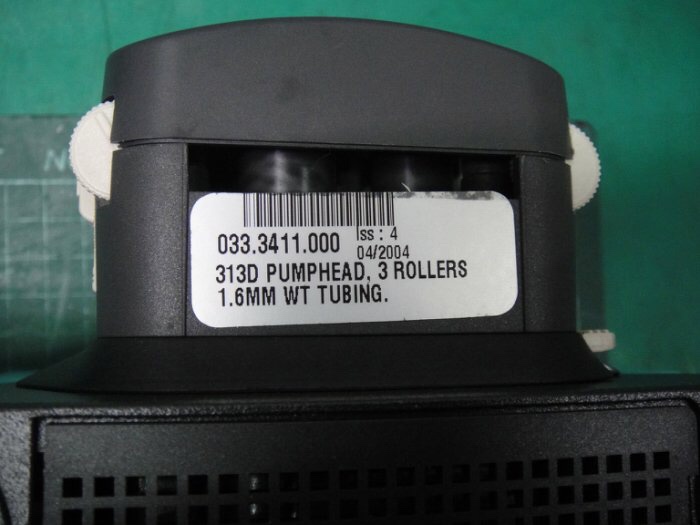 033.3411.000 Iss : 4
04/2004
313D PUMPHEAD, 3 ROLLERS
1.6MM WT TUBING.